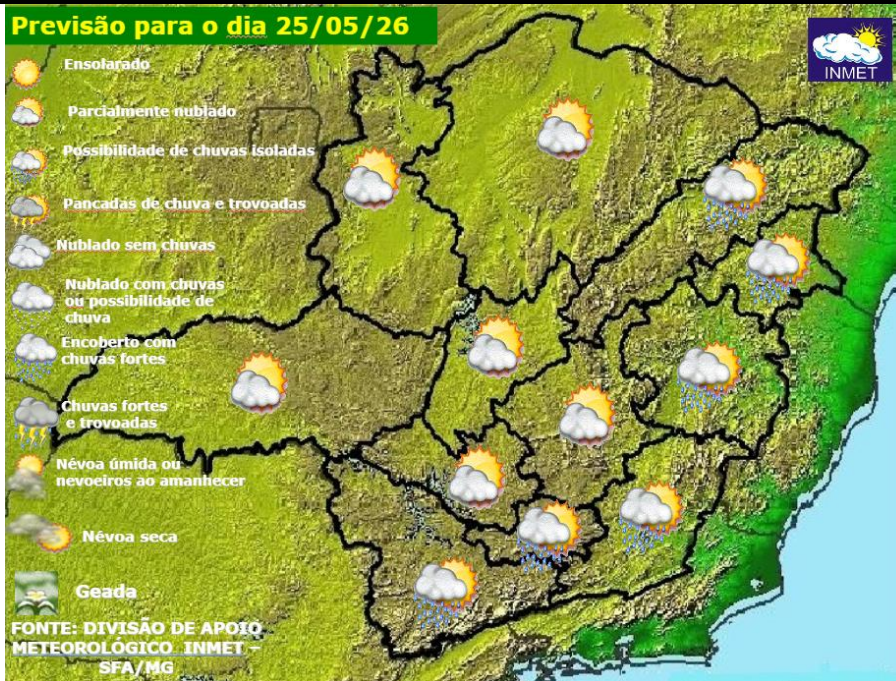 Previsão para o dia 25/05/26
INMET
Ensolarado
Parcialmente nublado
Possibilidade de chuvas isoladas
Pancadas de chuva e trovoadas
Nublado sem chuvas
Nublado com chuvas
ou possibilidade de
chuva
Encoberto com
chuvas fortes
Chuvas fortes
e trovoadas
Névoa úmida ou
nevoeiros ao amanhecer
Névoa seca
Geada
FONTE: DIVISÃO DE APOIO
METEOROLÓGICO INMET –
SFA/MG